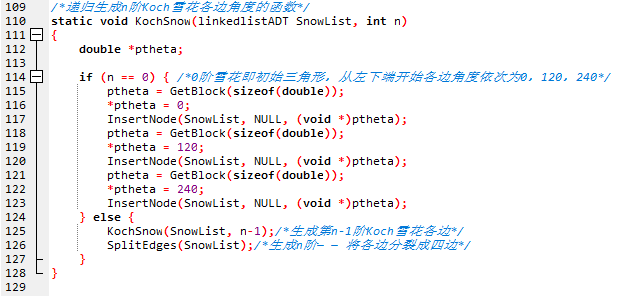 109 /*递归生成n阶Koch雪花各边角度的函数*/
110 static void KochSnow(linkedlistADT SnowList, int n)
111 {
112     double *ptheta;
113
114     if (n == 0) { /*0阶雪花即初始三角形，从左下端开始各边角度依次为0，120，240*/
115         ptheta = GetBlock(sizeof(double));
116         *ptheta = 0;
117         InsertNode(SnowList, NULL, (void *)ptheta);
118         ptheta = GetBlock(sizeof(double));
119         *ptheta = 120;
120         InsertNode(SnowList, NULL, (void *)ptheta);
121         ptheta = GetBlock(sizeof(double));
122         *ptheta = 240;
123         InsertNode(SnowList, NULL, (void *)ptheta);
124     } else {
125         KochSnow(SnowList, n-1);/*生成第n-1阶Koch雪花各边*/
126         SplitEdges(SnowList);/*生成n阶— — 将各边分裂成四边*/
127     }
128 }
129